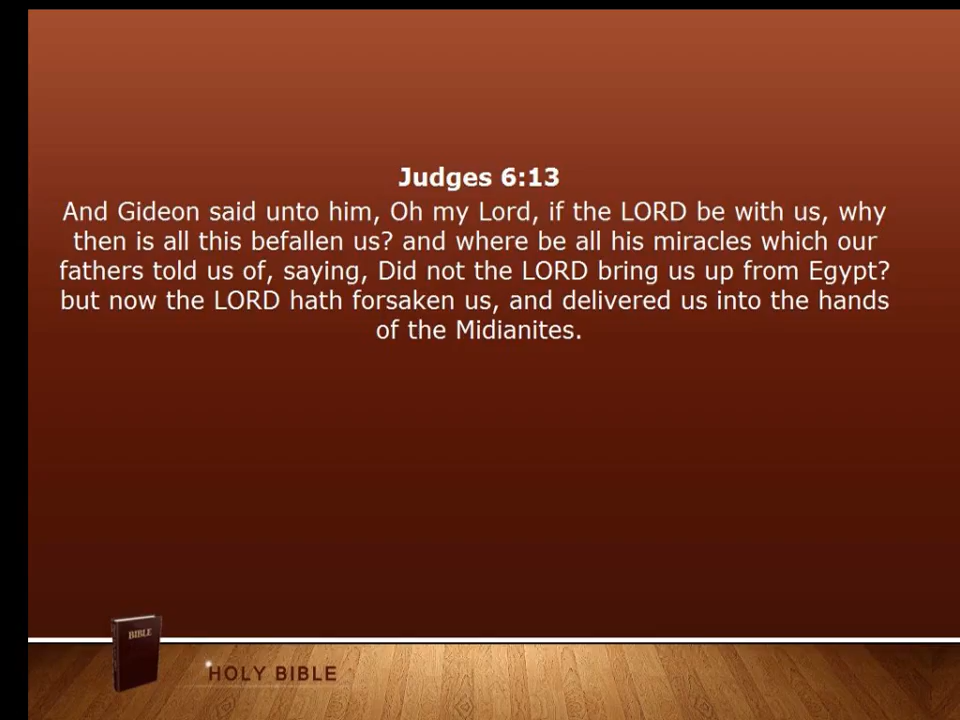 Judges 6:13
And Gideon said unto him, Oh my Lord, if the LORD be with us, why
then is all this befallen us? and where be all his miracles which our
fathers told us of, saying, Did not the LORD bring us up from Egypt?
but now the LORD hath forsaken us, and delivered us into the hands
of the Midianites.
BIBLE
HOLY BIBLE